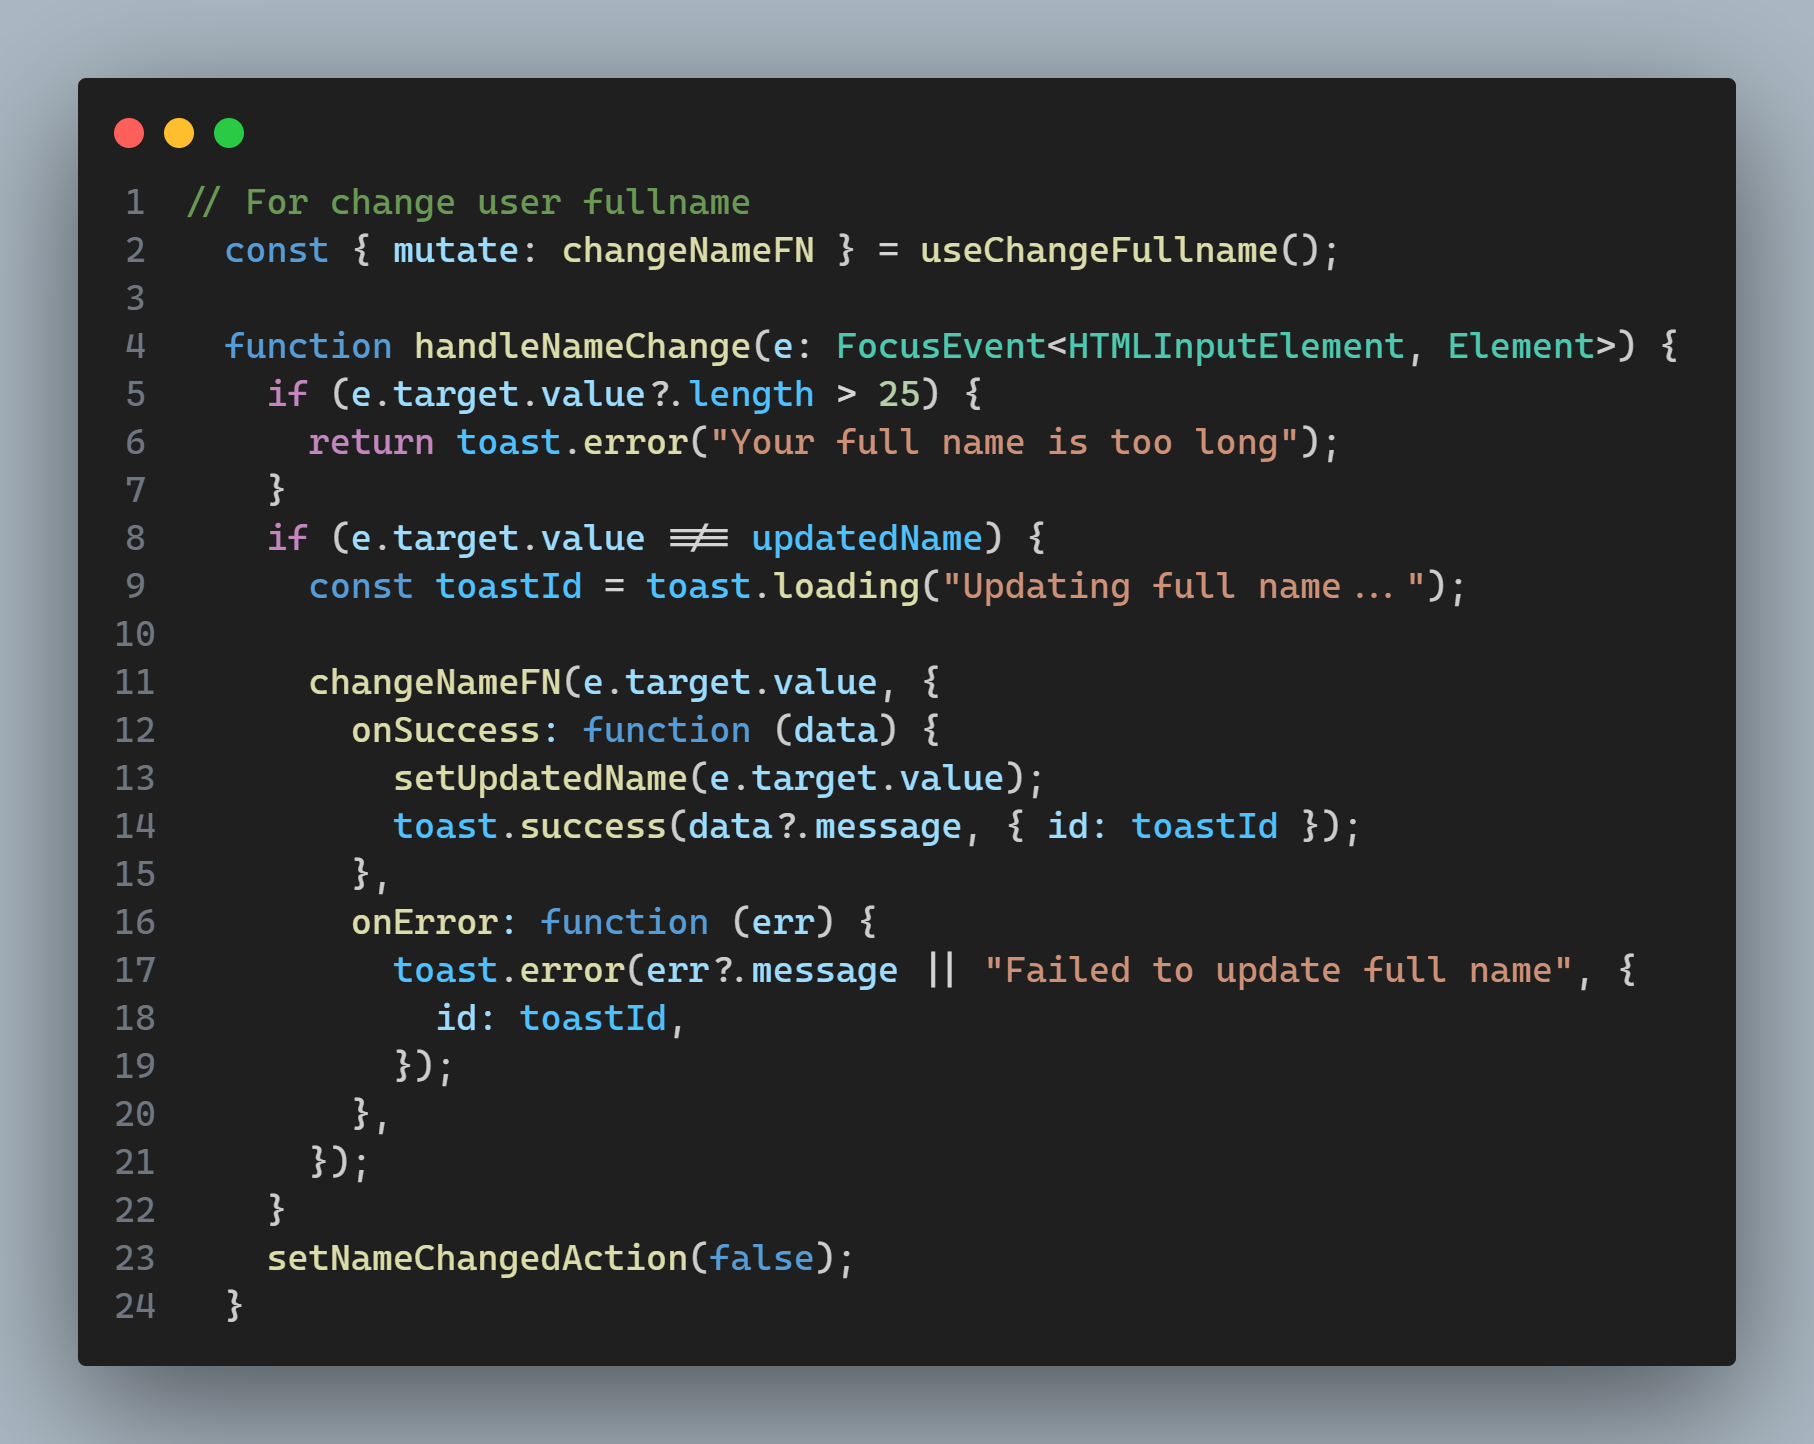 1 // For change user fullname
2   const { mutate: changeNameFN } = useChangeFullname();
3
4   function handleNameChange(e: FocusEvent<HTMLInputElement, Element>) {
5     if (e.target.value?.length > 25) {
6       return toast.error("Your full name is too long");
7     }
8     if (e.target.value !== updatedName) {
9       const toastId = toast.loading("Updating full name...");
10
11       changeNameFN(e.target.value, {
12         onSuccess: function (data) {
13           setUpdatedName(e.target.value);
14           toast.success(data?.message, { id: toastId });
15         },
16         onError: function (err) {
17           toast.error(err?.message || "Failed to update full name", {
18             id: toastId,
19           });
20         },
21       });
22     }
23     setNameChangedAction(false);
24   }